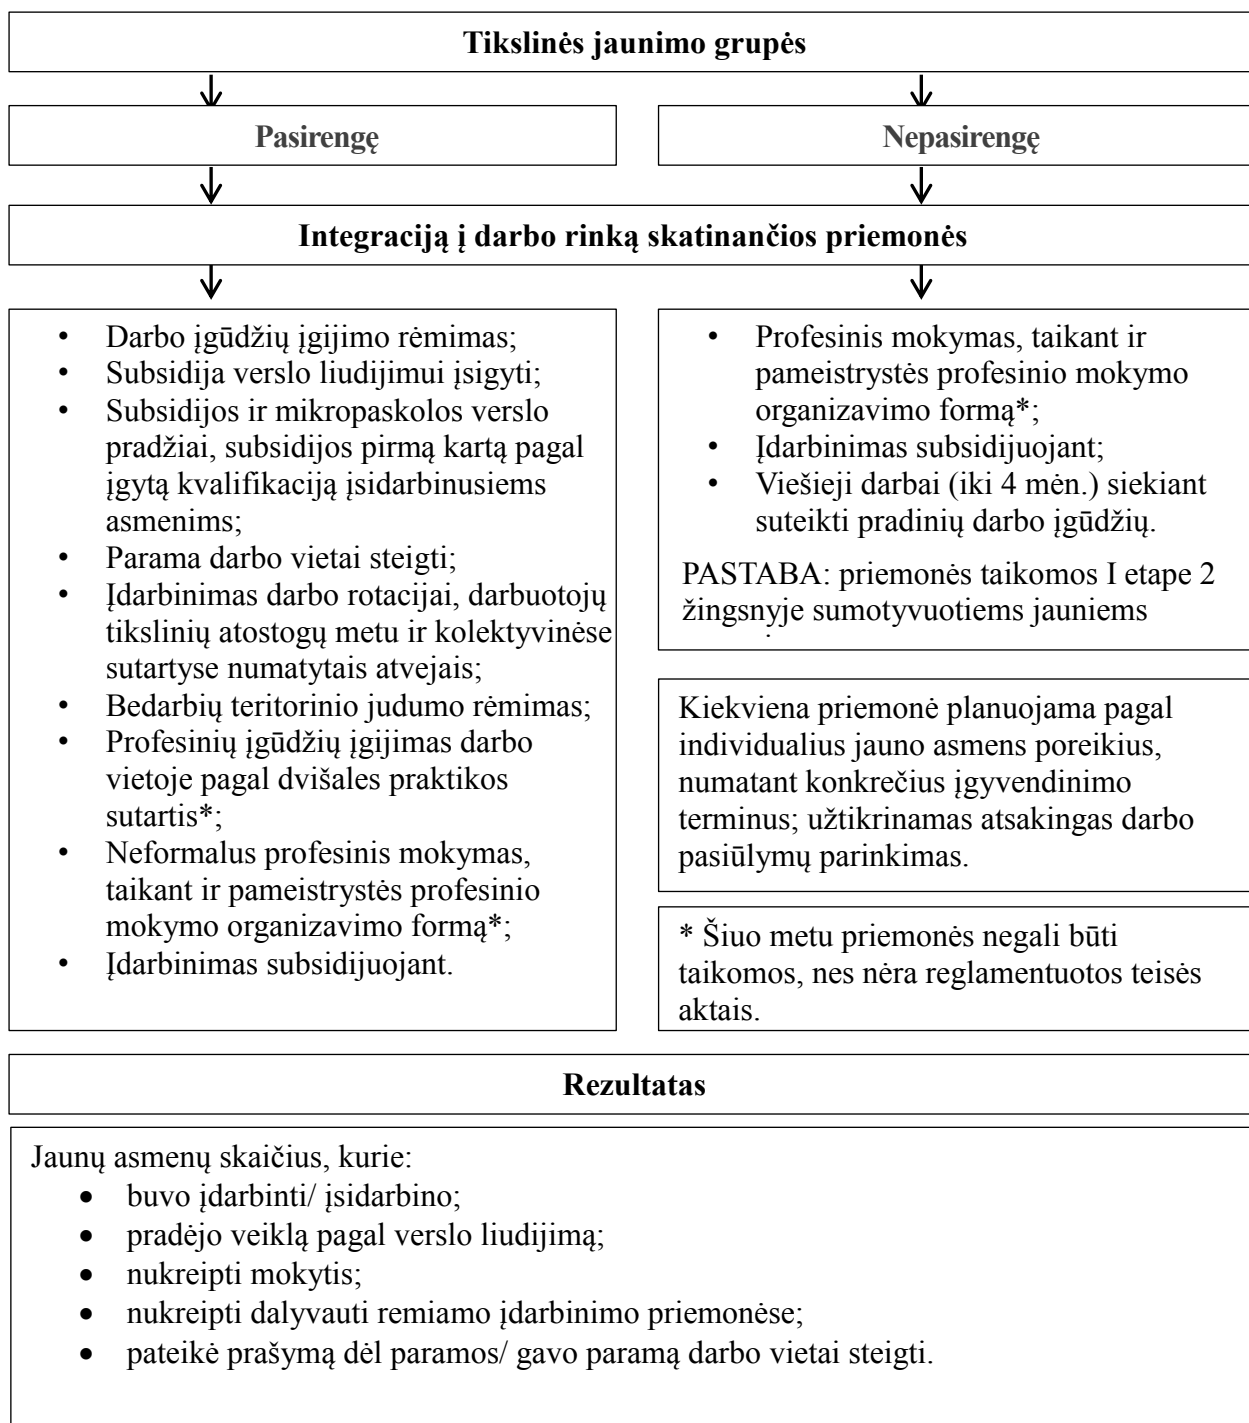 Tikslinės jaunimo grupės
Pasirengę
Nepasirengę
Integraciją į darbo rinką skatinančios priemonės
• Darbo įgūdžių įgijimo rėmimas;
• Subsidija verslo liudijimui įsigyti;
• Subsidijos ir mikropaskolos verslo
pradžiai, subsidijos pirmą kartą pagal
įgytą kvalifikaciją įsidarbinusiems
asmenims;
• Parama darbo vietai steigti;
• Įdarbinimas darbo rotacijai, darbuotojų
tikslinių atostogų metu ir kolektyvinėse
sutartyse numatytais atvejais;
• Bedarbių teritorinio judumo rėmimas;
• Profesinių įgūdžių įgijimas darbo
vietoje pagal dvišales praktikos
sutartis*;
• Neformalus profesinis mokymas,
taikant ir pameistrystės profesinio
mokymo organizavimo formą*;
• Įdarbinimas subsidijuojant.
• Profesinis mokymas, taikant ir
pameistrystės profesinio mokymo
organizavimo formą*;
• Įdarbinimas subsidijuojant;
• Viešieji darbai (iki 4 mėn.) siekiant
suteikti pradinių darbo įgūdžių.
PASTABA: priemonės taikomos I etape 2
žingsnyje sumotyvuotiems jauniems
Kiekviena priemonė planuojama pagal
individualius jauno asmens poreikius,
numatant konkrečius įgyvendinimo
terminus; užtikrinamas atsakingas darbo
pasiūlymų parinkimas.
* Šiuo metu priemonės negali būti
taikomos, nes nėra reglamentuotos teisės
aktais.
Rezultatas
Jaunų asmenų skaičius, kurie:
• buvo įdarbinti/ įsidarbino;
• pradėjo veiklą pagal verslo liudijimą;
• nukreipti mokytis;
• nukreipti dalyvauti remiamo įdarbinimo priemonėse;
• pateikė prašymą dėl paramos/ gavo paramą darbo vietai steigti.